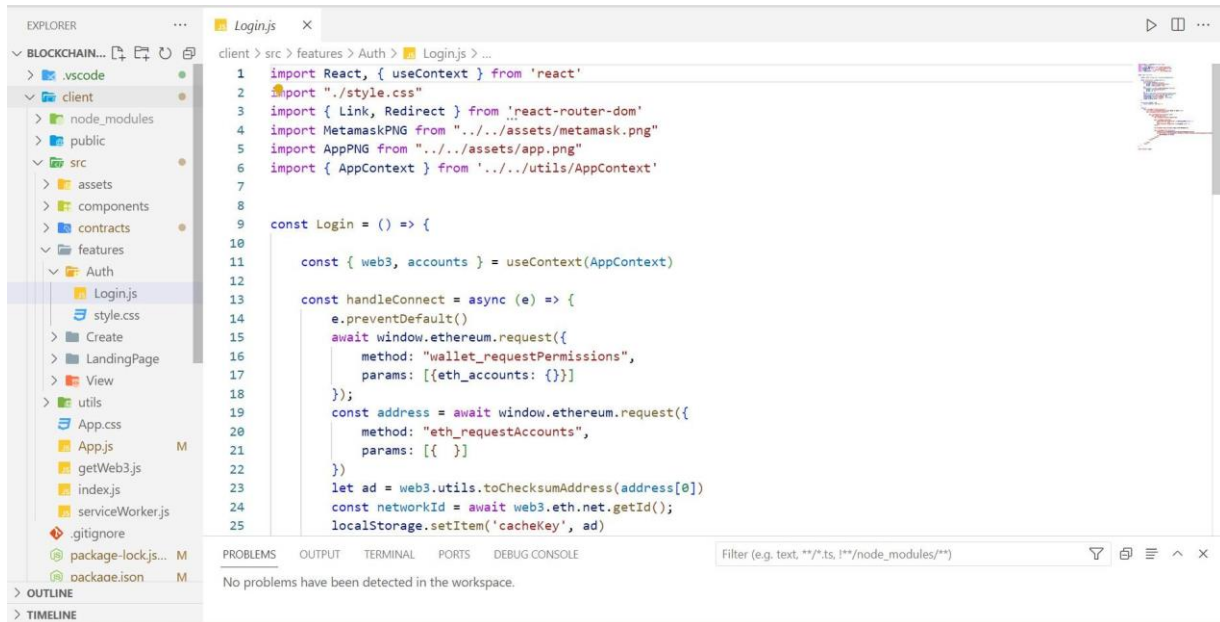 EXPLORER ...
BLOCKCHAIN...
.vscode
client
node_modules
public
src
assets
components
contracts
features
Auth
Login.js
style.css
Create
LandingPage
View
utils
App.css
App.js M
getWeb3.js
index.js
serviceWorker.js
.gitignore
package-lock.js... M
package.json M
OUTLINE
TIMELINE
Login.js
client > src > features > Auth > Login.js > ...
1 import React, { useContext } from 'react'
2 import "./style.css"
3 import { Link, Redirect } from 'react-router-dom'
4 import MetamaskPNG from "../../assets/metamask.png"
5 import AppPNG from "../../assets/app.png"
6 import { AppContext } from '../../utils/AppContext'
7
8
9 const Login = () => {
10
11 const { web3, accounts } = useContext(AppContext)
12
13 const handleConnect = async (e) => {
14 e.preventDefault()
15 await window.ethereum.request({
16 method: "wallet_requestPermissions",
17 params: [{eth_accounts: {}}]
18 });
19 const address = await window.ethereum.request({
20 method: "eth_requestAccounts",
21 params: [{  }]
22 })
23 let ad = web3.utils.toChecksumAddress(address[0])
24 const networkId = await web3.eth.net.getId();
25 localStorage.setItem('cacheKey', ad)
PROBLEMS OUTPUT TERMINAL PORTS DEBUG CONSOLE Filter (e.g. text, **/*.ts, !**/node_modules/**)
No problems have been detected in the workspace.